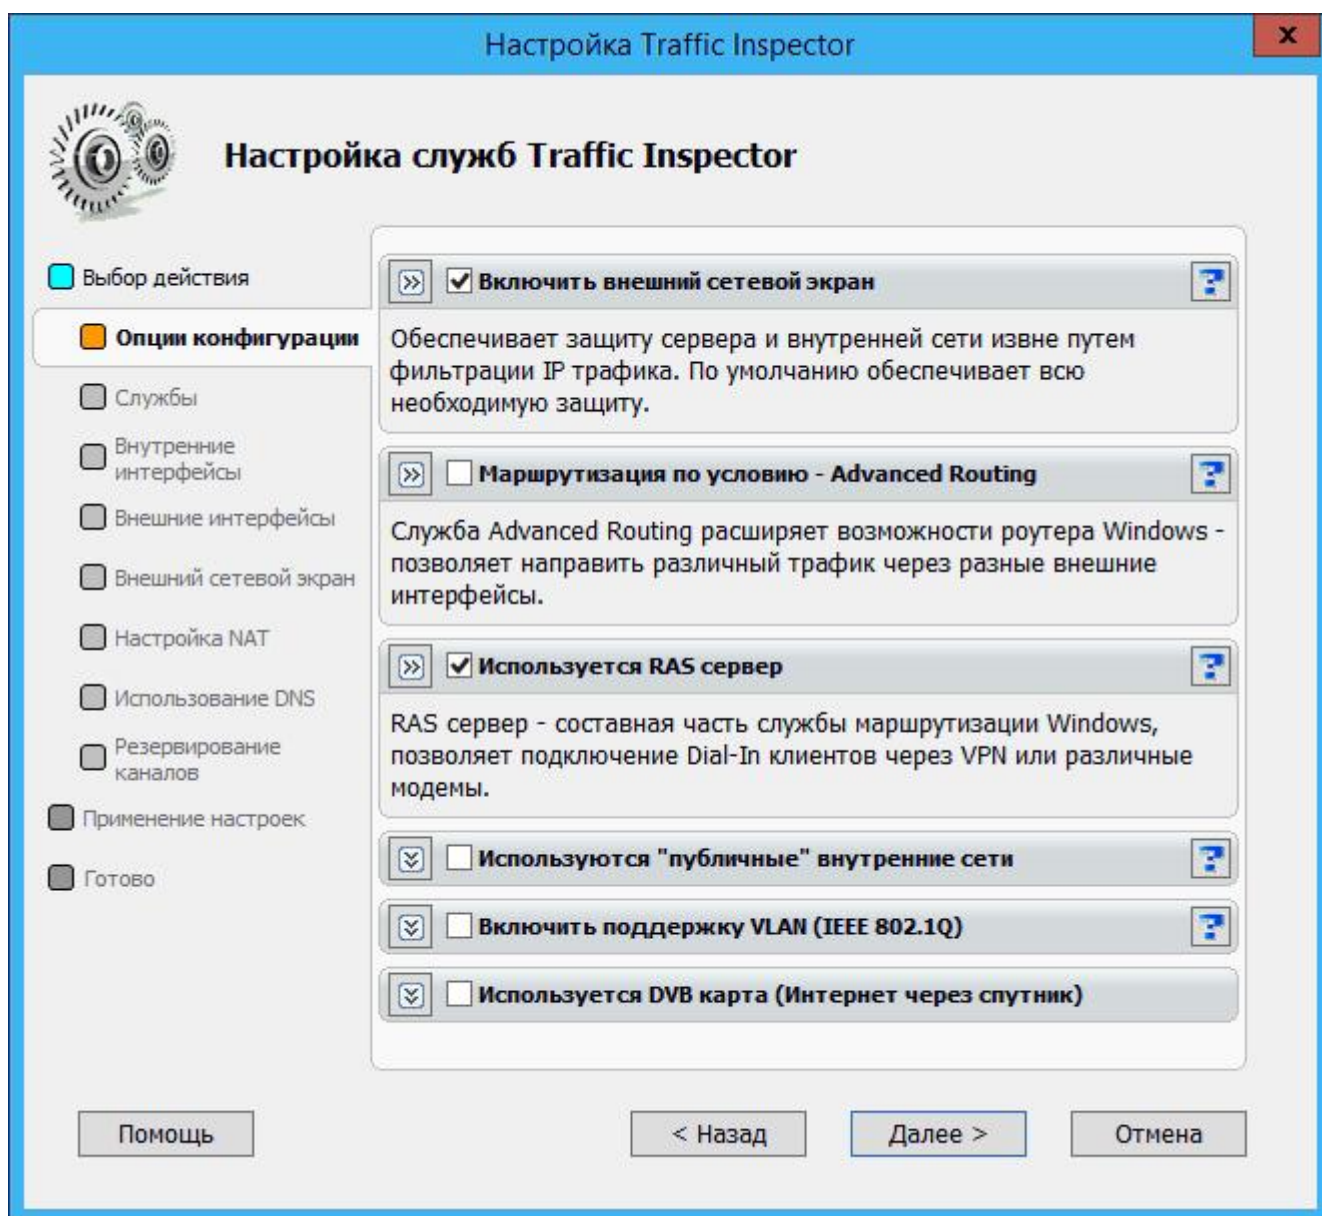 Настройка Traffic Inspector
x
Настройка служб Traffic Inspector
Выбор действия
Опции конфигурации
Службы
Внутренние
интерфейсы
Внешние интерфейсы
Внешний сетевой экран
Настройка NAT
Использование DNS
Резервирование
каналов
Применение настроек
Готово
Включить внешний сетевой экран
Обеспечивает защиту сервера и внутренней сети извне путем
фильтрации IP трафика. По умолчанию обеспечивает всю
необходимую защиту.
Маршрутизация по условию - Advanced Routing
Служба Advanced Routing расширяет возможности роутера Windows -
позволяет направить различный трафик через разные внешние
интерфейсы.
Используется RAS сервер
RAS сервер - составная часть службы маршрутизации Windows,
позволяет подключение Dial-In клиентов через VPN или различные
модемы.
Используются "публичные" внутренние сети
Включить поддержку VLAN (IEEE 802.1Q)
Используется DVB карта (Интернет через спутник)
Помощь
< Назад
Далее >
Отмена